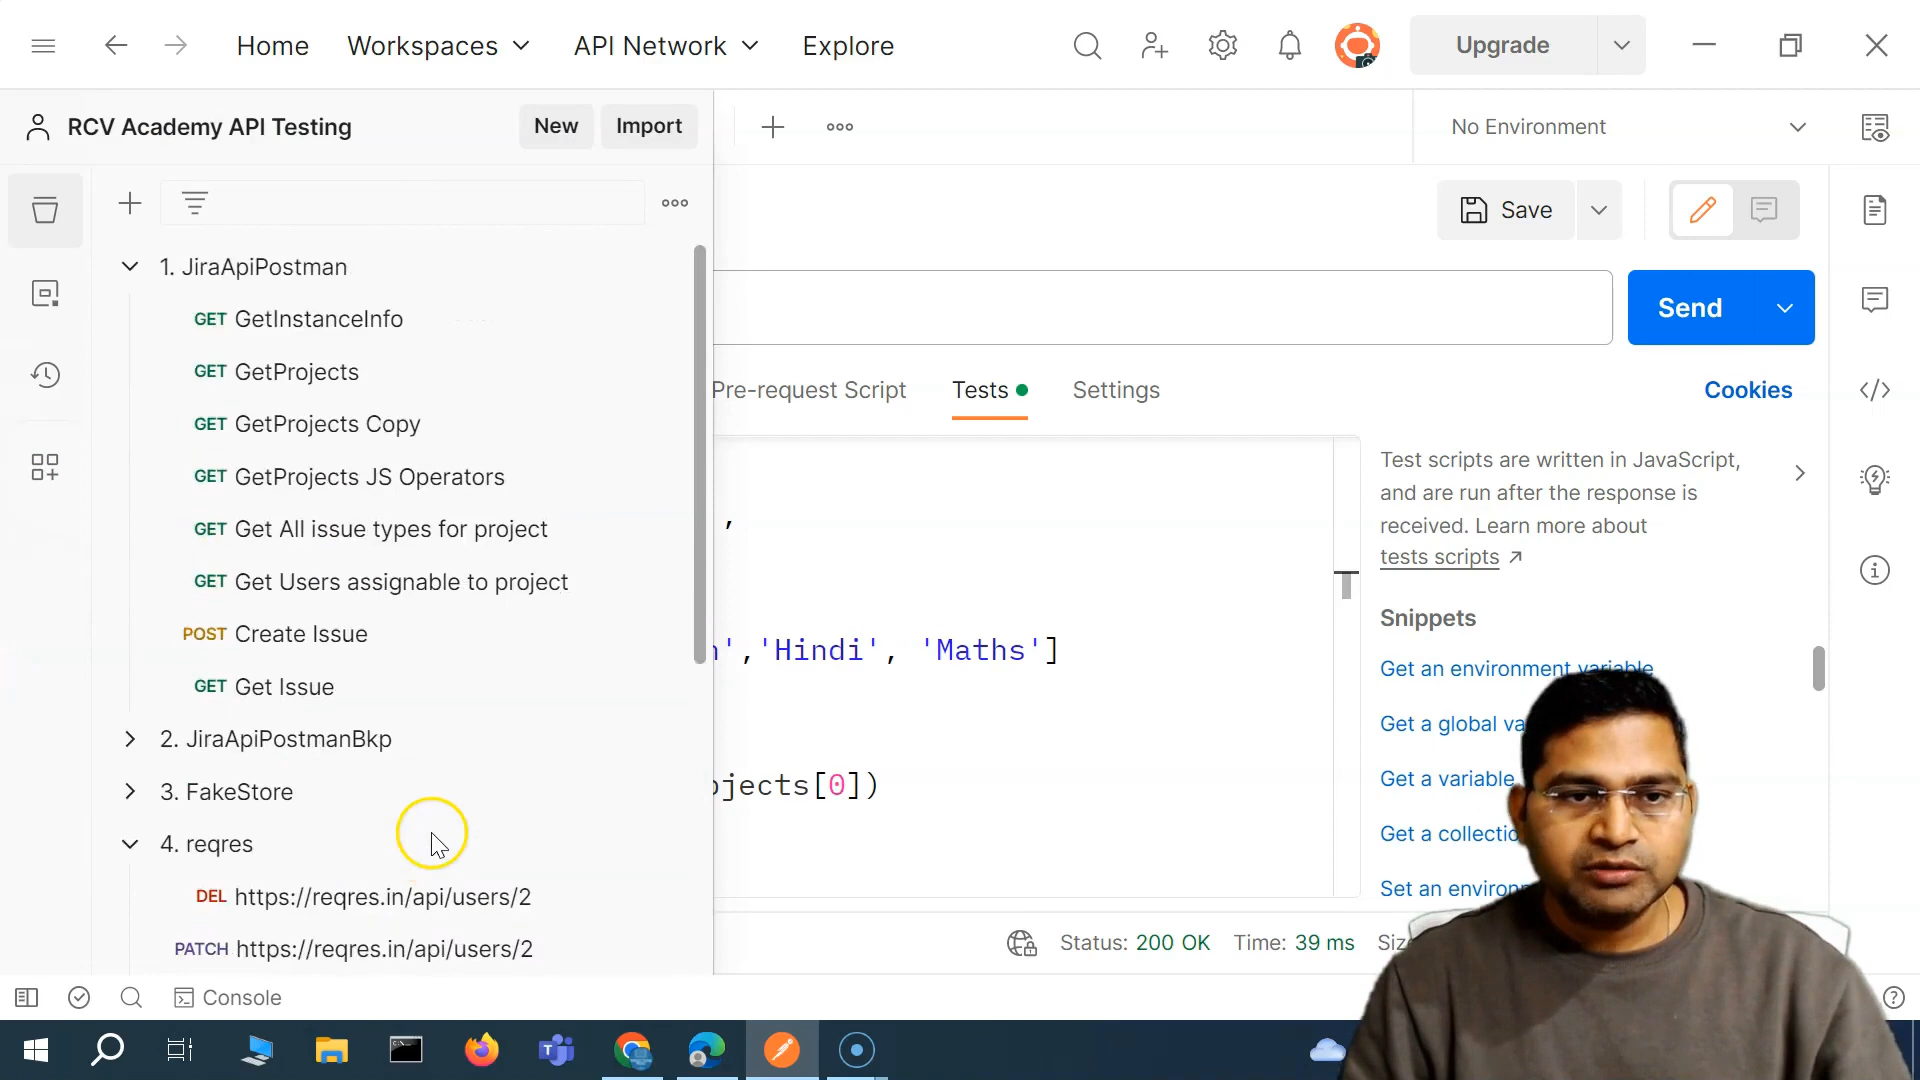 Home
Workspaces
API Network
Explore
Upgrade
RCV Academy API Testing
New
Import
No Environment
Save
1. JiraApiPostman
GET GetInstanceInfo
GET GetProjects
GET GetProjects Copy
GET GetProjects JS Operators
GET Get All issue types for project
GET Get Users assignable to project
POST Create Issue
GET Get Issue
2. JiraApiPostmanBkp
3. FakeStore
4. reqres
DEL https://reqres.in/api/users/2
PATCH https://reqres.in/api/users/2
Send
Pre-request Script
Tests
Settings
Cookies
,
','Hindi', 'Maths']
jects[0])
Test scripts are written in JavaScript,
and are run after the response is
received. Learn more about
tests scripts
Snippets
Get an environment variable
Get a global
Get a variable
Get a
Set an
Status: 200 OK
Time: 39 ms
Console